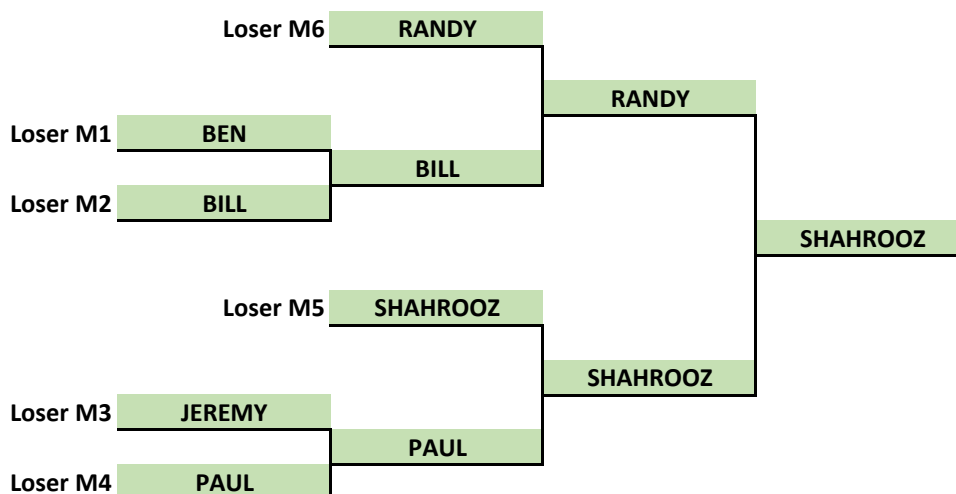 Loser M6 RANDY
RANDY
Loser M1 BEN
BILL
Loser M2 BILL
SHAHROOZ
Loser M5 SHAHROOZ
SHAHROOZ
Loser M3 JEREMY
PAUL
Loser M4 PAUL